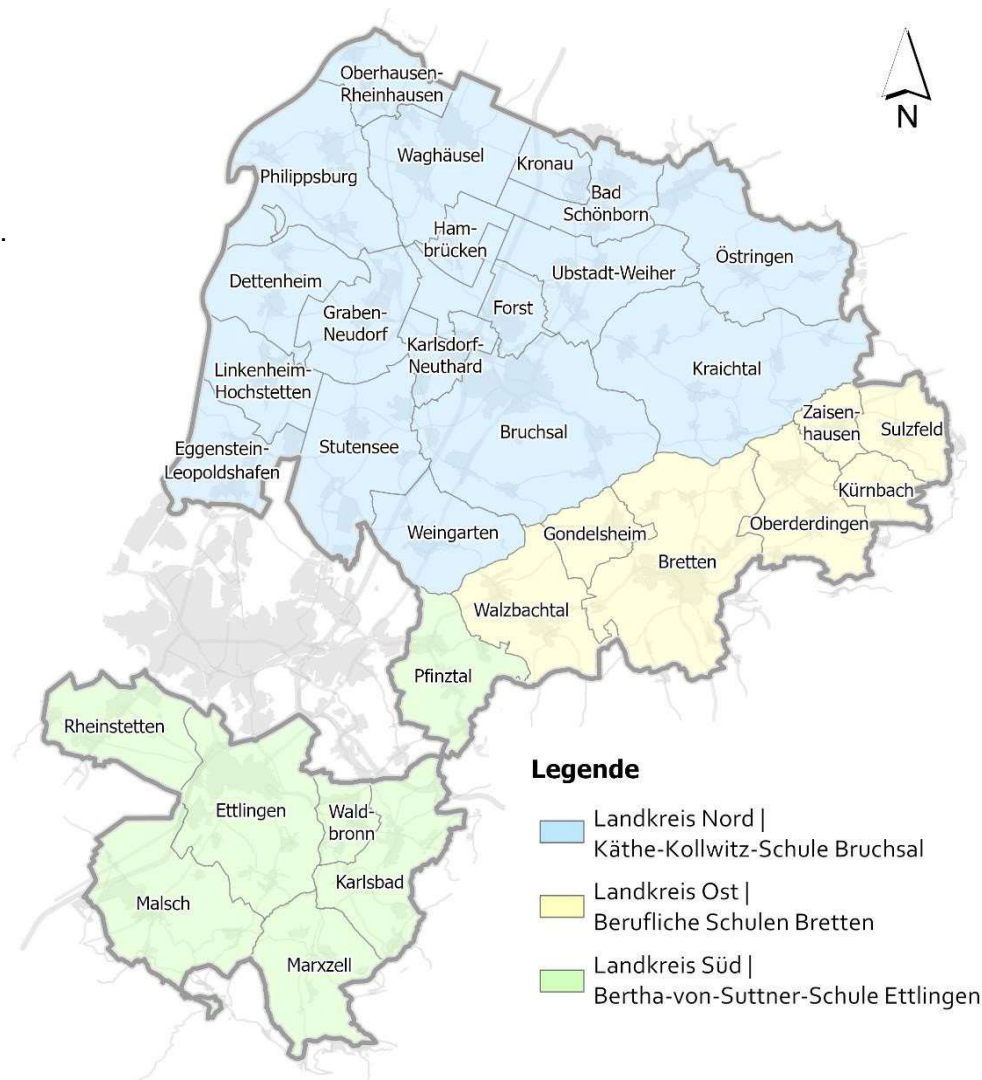 N
Oberhausen-
Rheinhausen
Waghäusel
Kronau
Philippsburg
Bad
Schönborn
Ham-
brücken
Östringen
Ubstadt-Weiher
Dettenheim
Forst
Graben-
Neudorf
Karlsdorf-
Neuthard
Kraichtal
Linkenheim-
Hochstetten
Zaisen-
hausen
Sulzfeld
Bruchsal
Stutensee
Eggenstein-
Leopoldshafen
Kürnbach
Oberderdingen
Weingarten
Gondelsheim
Bretten
Walzbachtal
Pfinztal
Rheinstetten
Ettlingen
Wald-
bronn
Karlsbad
Malsch
Marxzell
Legende
Landkreis Nord |
Käthe-Kollwitz-Schule Bruchsal
Landkreis Ost |
Berufliche Schulen Bretten
Landkreis Süd |
Bertha-von-Suttner-Schule Ettlingen